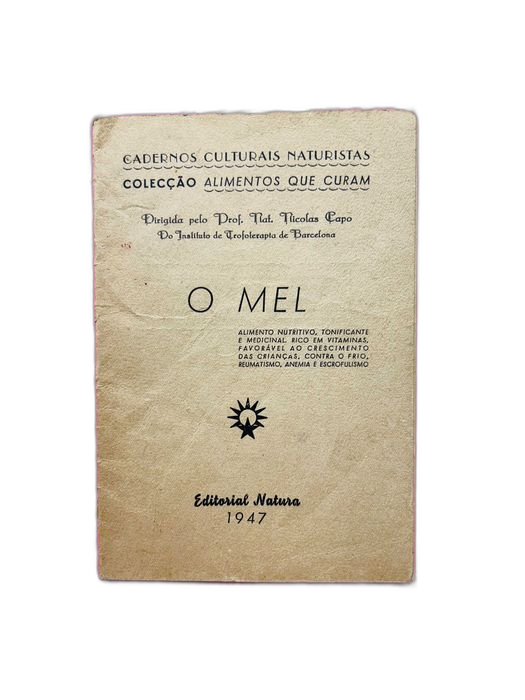 CADERNOS CULTURAIS NATURISTAS
COLECÇÃO ALIMENTOS QUE CURAM
Dirigida pelo Prof. Nat. Nicolas Capo
Do Instituto de Trofoterapia de Barcelona
O MEL
ALIMENTO NUTRITIVO, TONIFICANTE
E MEDICINAL. RICO EM VITAMINAS,
FAVORÁVEL AO CRESCIMENTO
DAS CRIANÇAS, CONTRA O FRIO,
REUMATISMO, ANEMIA E ESCROFULISMO
Editorial Natura
1947